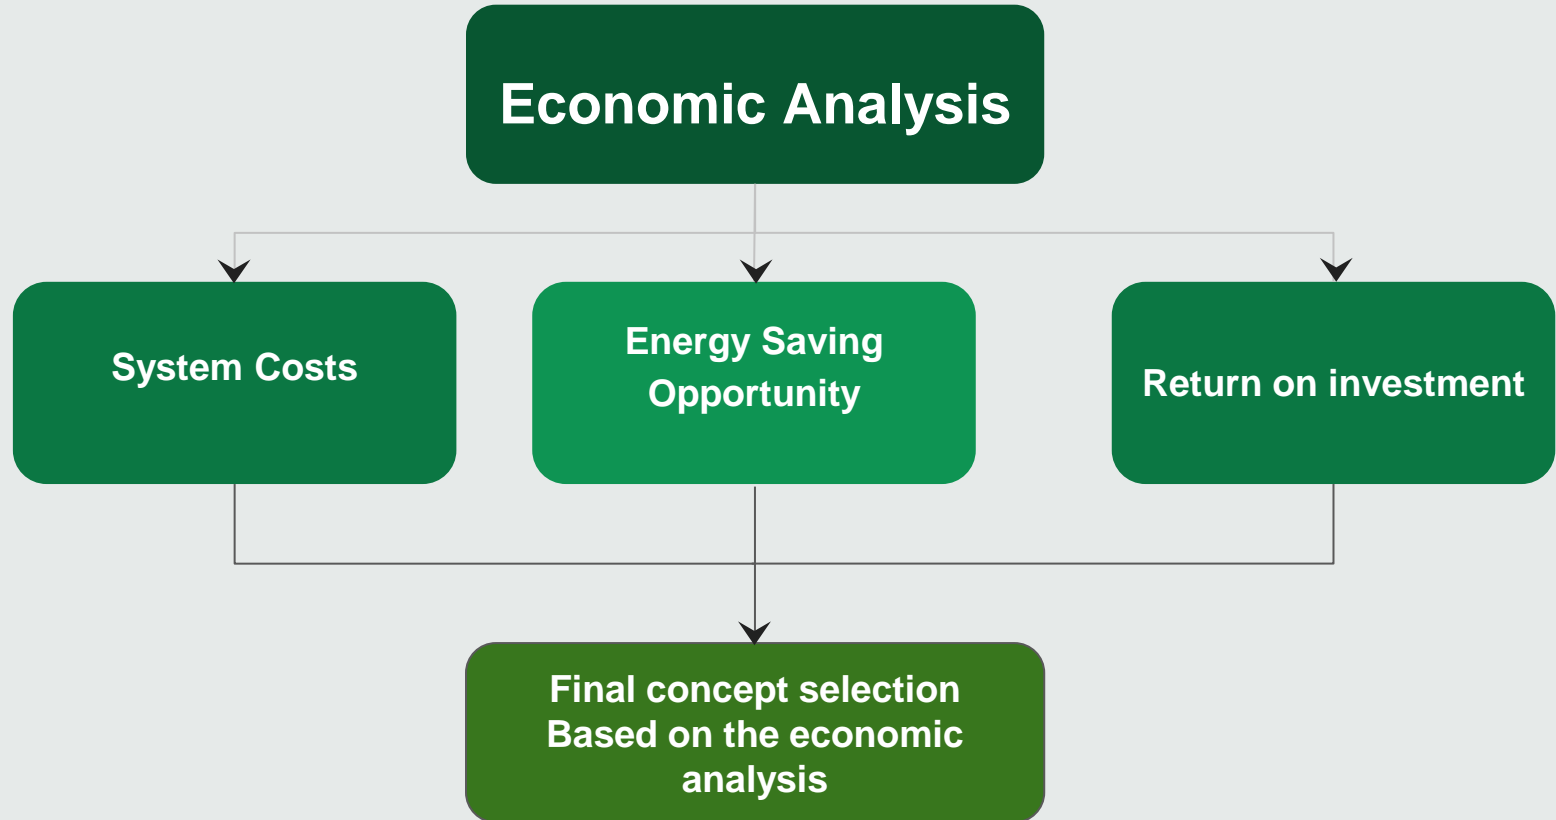 Economic Analysis
System Costs
Energy Saving
Opportunity
Return on investment
Final concept selection
Based on the economic
analysis